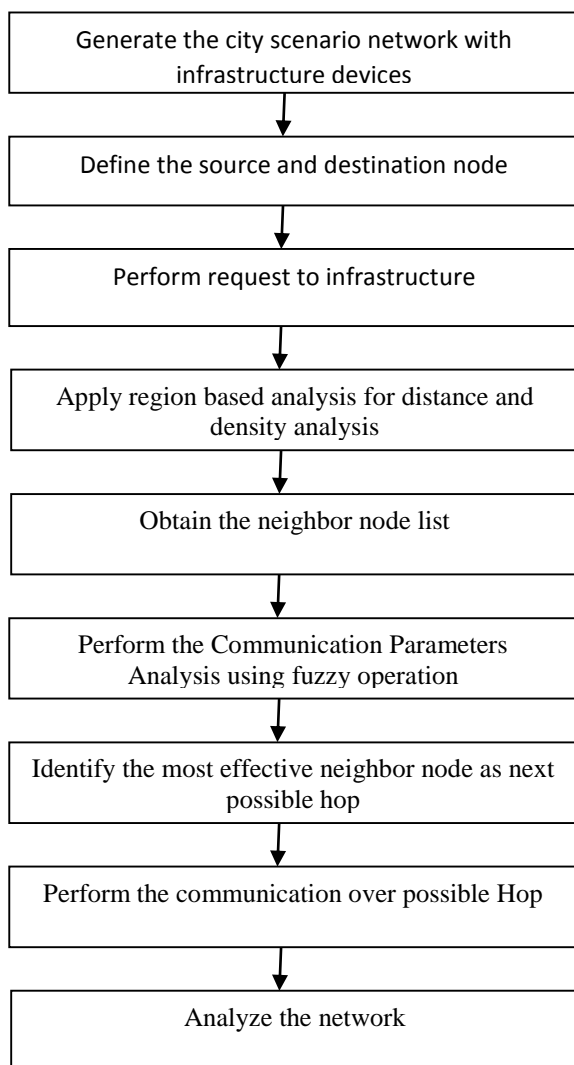 Generate the city scenario network with
infrastructure devices
Define the source and destination node
Perform request to infrastructure
Apply region based analysis for distance and
density analysis
Obtain the neighbor node list
Perform the Communication Parameters
Analysis using fuzzy operation
Identify the most effective neighbor node as next
possible hop
Perform the communication over possible Hop
Analyze the network